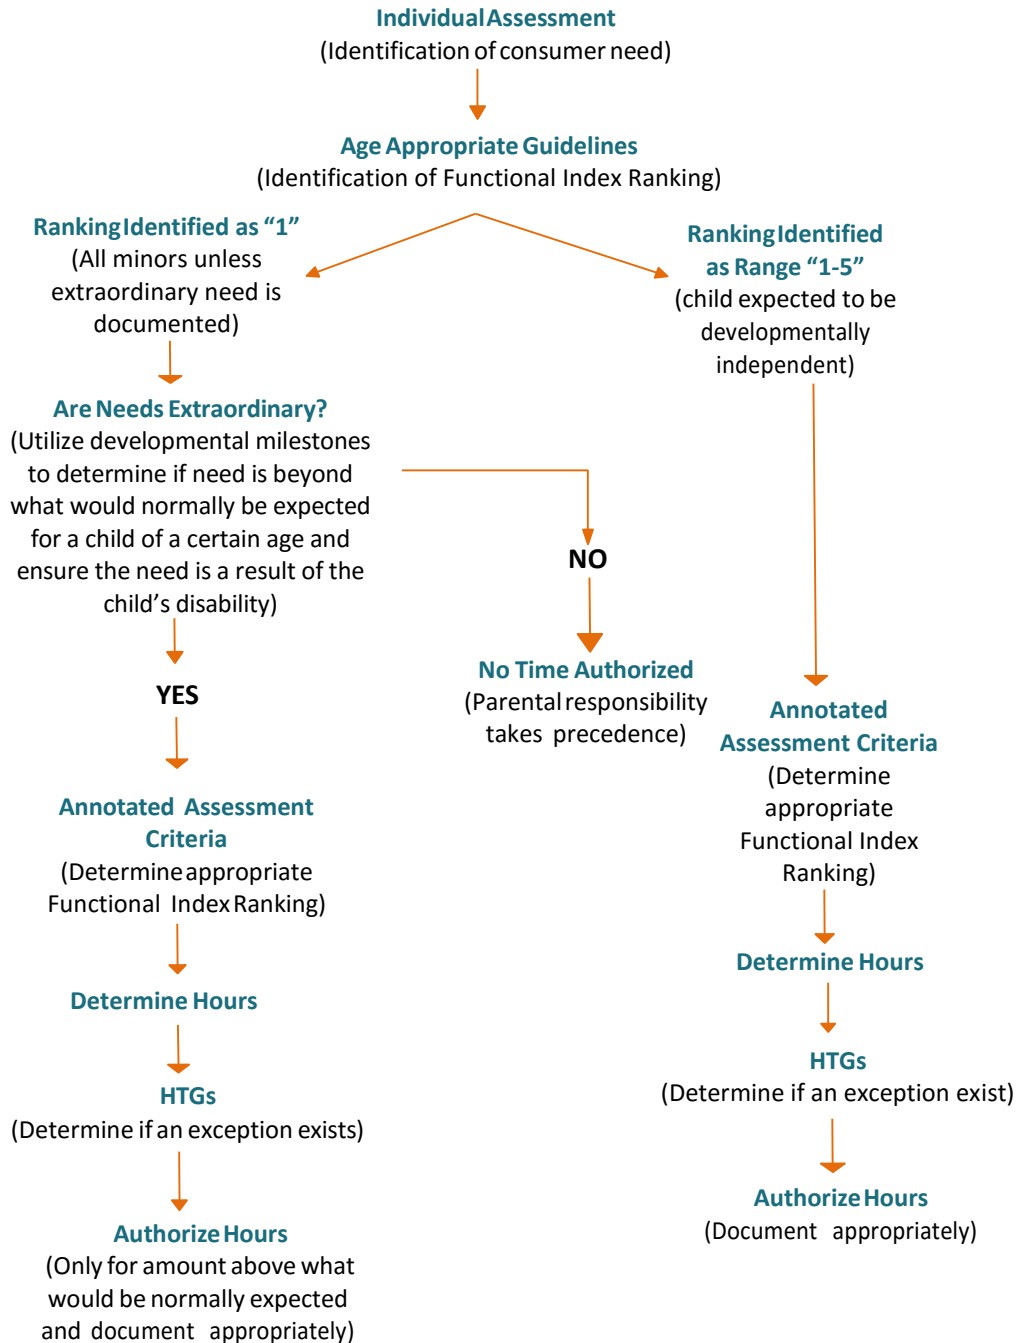 Individual Assessment
(Identification of consumer need)
Age Appropriate Guidelines
(Identification of Functional Index Ranking)
Ranking Identified as “1”
(All minors unless
extraordinary need is
documented)
Ranking Identified
as Range “1-5”
(child expected to be
developmentally
independent)
Are Needs Extraordinary?
(Utilize developmental milestones
to determine if need is beyond
what would normally be expected
for a child of a certain age and
ensure the need is a result of the
child’s disability)
NO
No Time Authorized
(Parental responsibility
takes precedence)
YES
Annotated Assessment
Criteria
(Determine appropriate
Functional Index Ranking)
Determine Hours
HTGs
(Determine if an exception exists)
Authorize Hours
(Only for amount above what
would be normally expected
and document appropriately)
Annotated
Assessment Criteria
(Determine
appropriate
Functional Index
Ranking)
Determine Hours
HTGs
(Determine if an exception exist)
Authorize Hours
(Document appropriately)